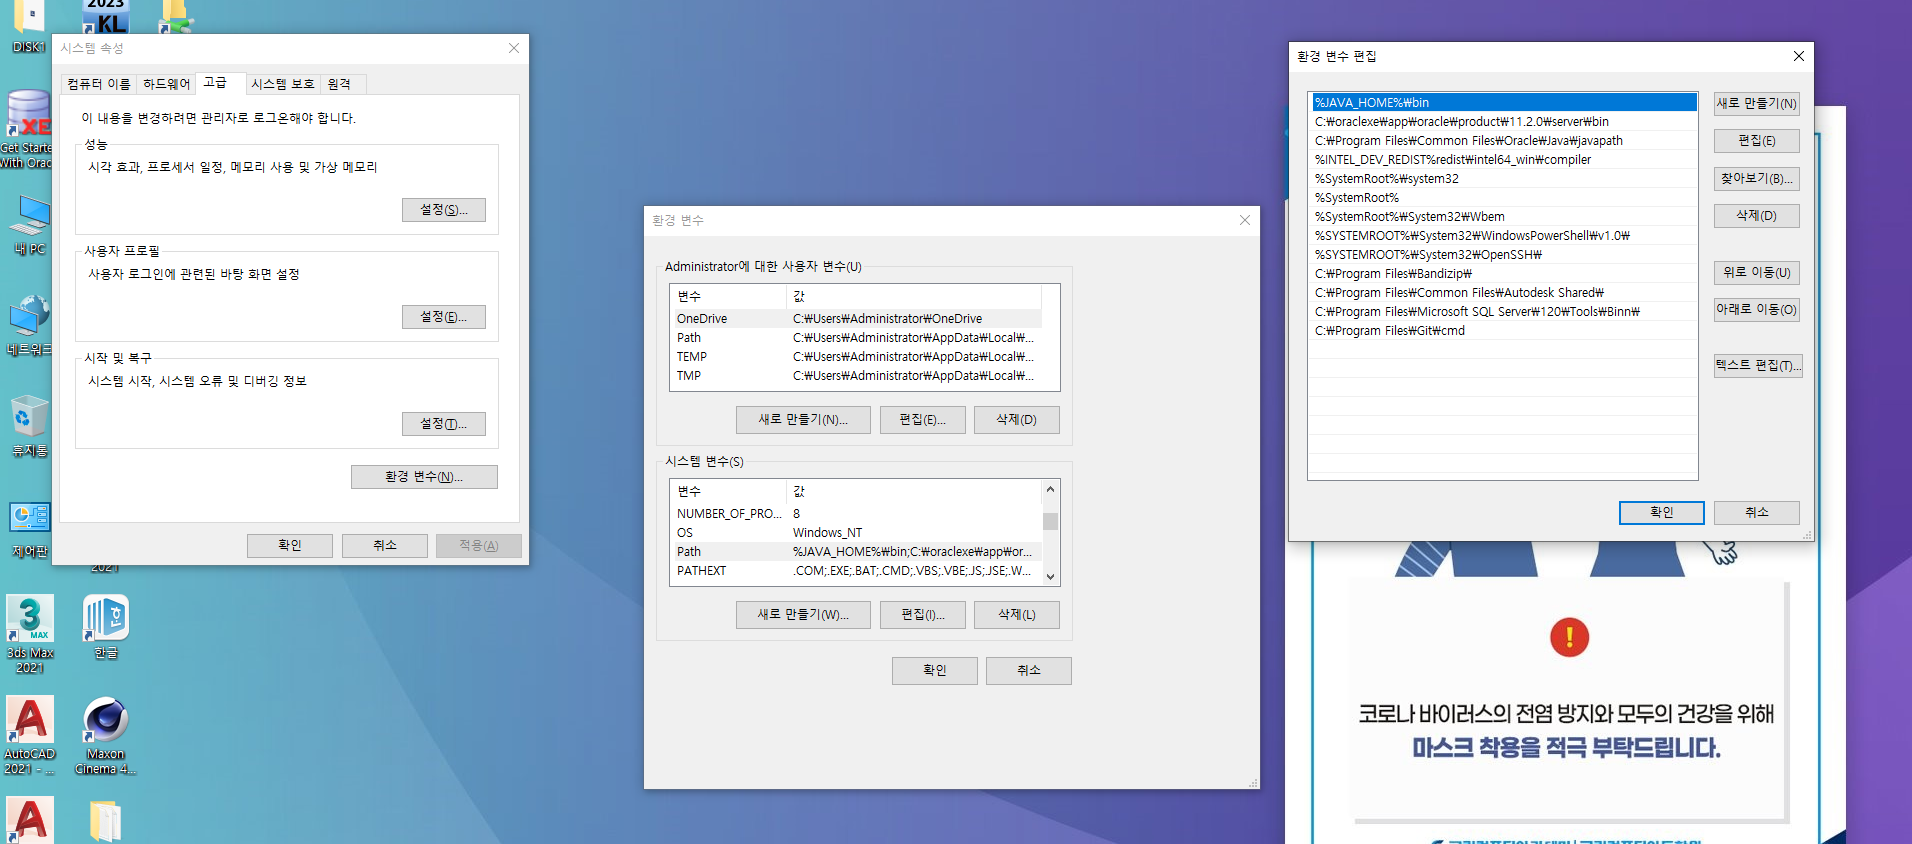 DISK1
2023
KL
XE
Get Starte
With Orac
내 PC
네트워크
휴지통
제어판
2021
3
MAX
3ds Max
2021
한글
A
AutoCAD
2021 - ...
Maxon
Cinema 4...
A
시스템 속성
컴퓨터 이름
하드웨어
고급
시스템 보호
원격
이 내용을 변경하려면 관리자로 로그온해야 합니다.
성능
시각 효과, 프로세서 일정, 메모리 사용 및 가상 메모리
설정(S)...
사용자 프로필
사용자 로그인에 관련된 바탕 화면 설정
설정(E)...
시작 및 복구
시스템 시작, 시스템 오류 및 디버깅 정보
설정(T)...
환경 변수(N)...
확인
취소
적용(A)
환경 변수
Administrator에 대한 사용자 변수(U)
변수 값
OneDrive C:₩Users₩Administrator₩OneDrive
Path C:₩Users₩Administrator₩AppData₩Local₩...
TEMP C:₩Users₩Administrator₩AppData₩Local₩...
TMP C:₩Users₩Administrator₩AppData₩Local₩...
새로 만들기(N)...
편집(E)...
삭제(D)
시스템 변수(S)
변수 값
NUMBER_OF_PRO... 8
OS Windows_NT
Path %JAVA_HOME%₩bin;C:₩oraclexe₩app₩or...
PATHEXT .COM;.EXE;.BAT;.CMD;.VBS;.VBE;.JS;.JSE;.W...
새로 만들기(W)...
편집(I)...
삭제(L)
확인
취소
환경 변수 편집
%JAVA_HOME%₩bin
C:₩oraclexe₩app₩oracle₩product₩11.2.0₩server₩bin
C:₩Program Files₩Common Files₩Oracle₩Java₩javapath
%INTEL_DEV_REDIST%redist₩intel64_win₩compiler
%SystemRoot%₩system32
%SystemRoot%
%SystemRoot%₩System32₩Wbem
%SYSTEMROOT%₩System32₩WindowsPowerShell₩v1.0₩
%SYSTEMROOT%₩System32₩OpenSSH₩
C:₩Program Files₩Bandizip₩
C:₩Program Files₩Common Files₩Autodesk Shared₩
C:₩Program Files₩Microsoft SQL Server₩120₩Tools₩Binn₩
C:₩Program Files₩Git₩cmd
새로 만들기(N)
편집(E)
찾아보기(B)...
삭제(D)
위로 이동(U)
아래로 이동(O)
텍스트 편집(T)...
확인
취소
!
코로나 바이러스의 전염 방지와 모두의 건강을 위해
마스크 착용을 적극 부탁드립니다.